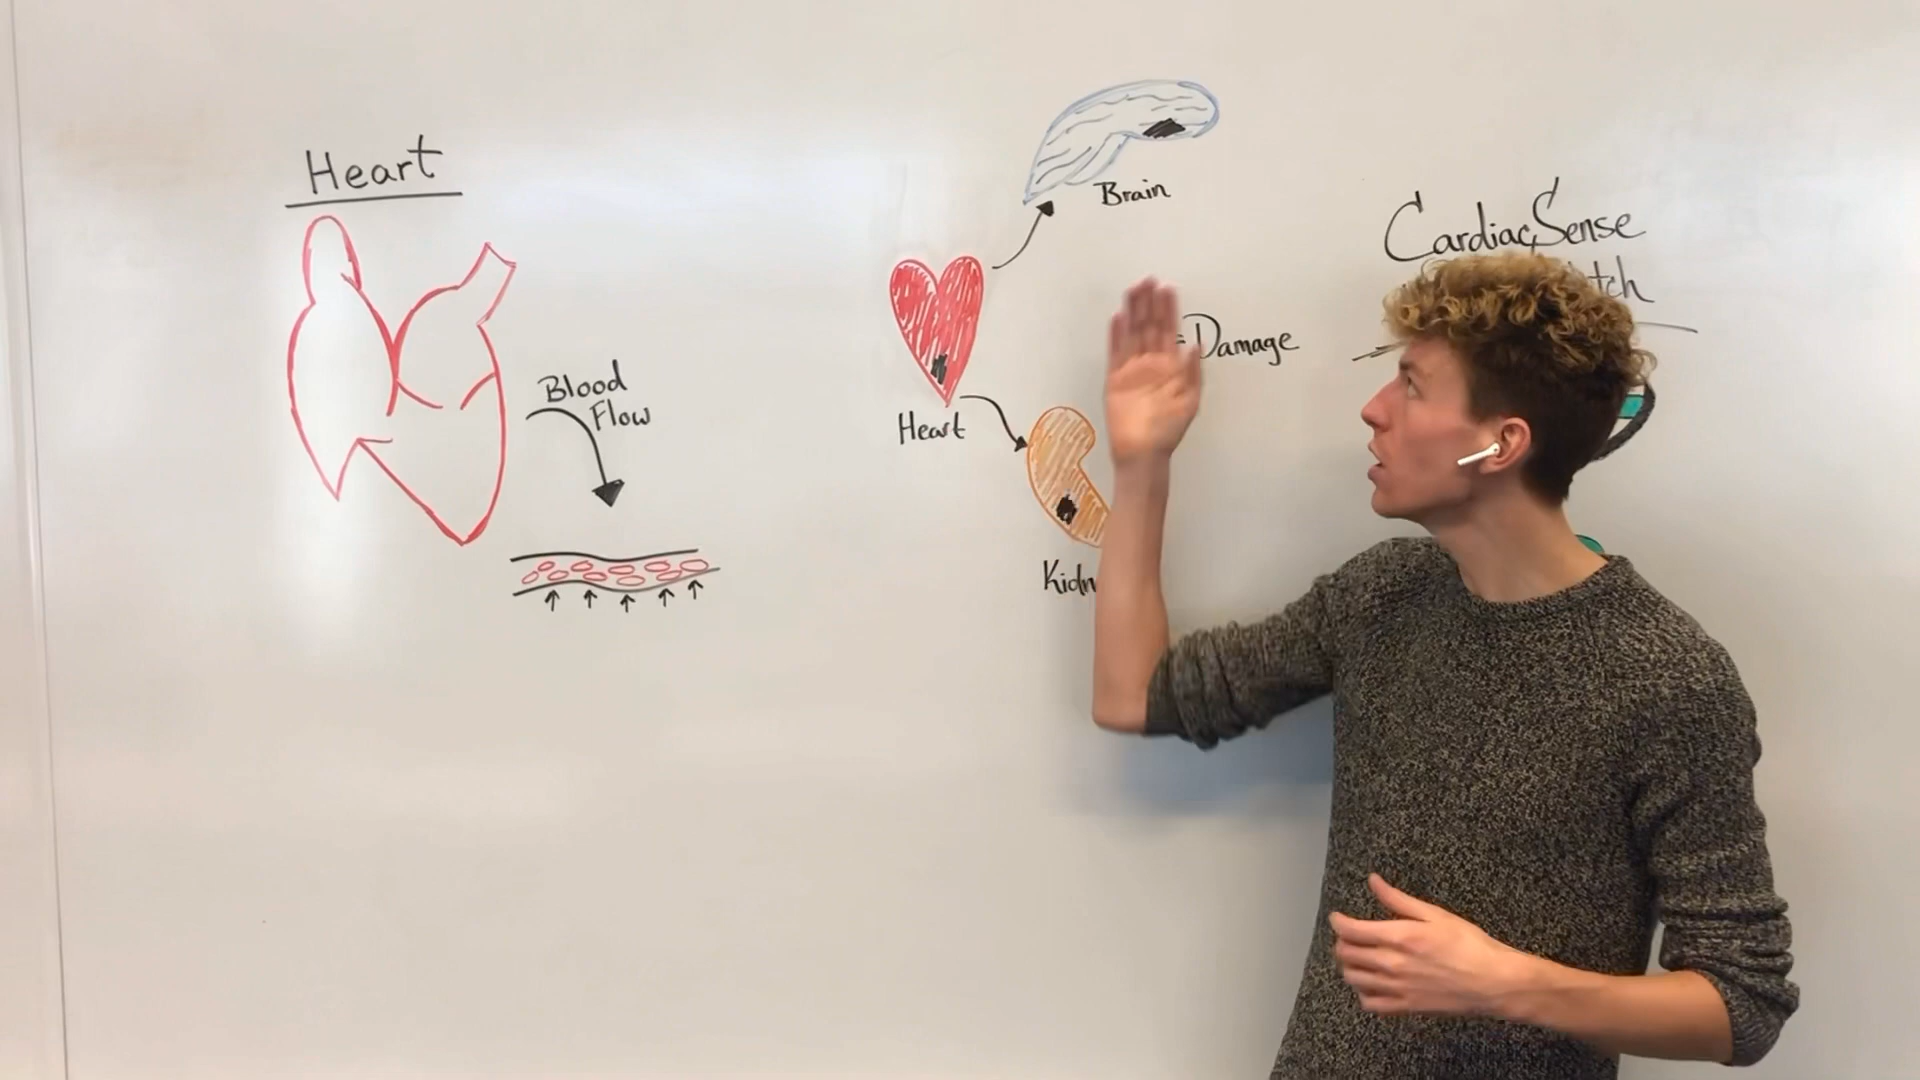 Heart
Blood
Flow
Brain
Heart
= Damage
CardiacSense